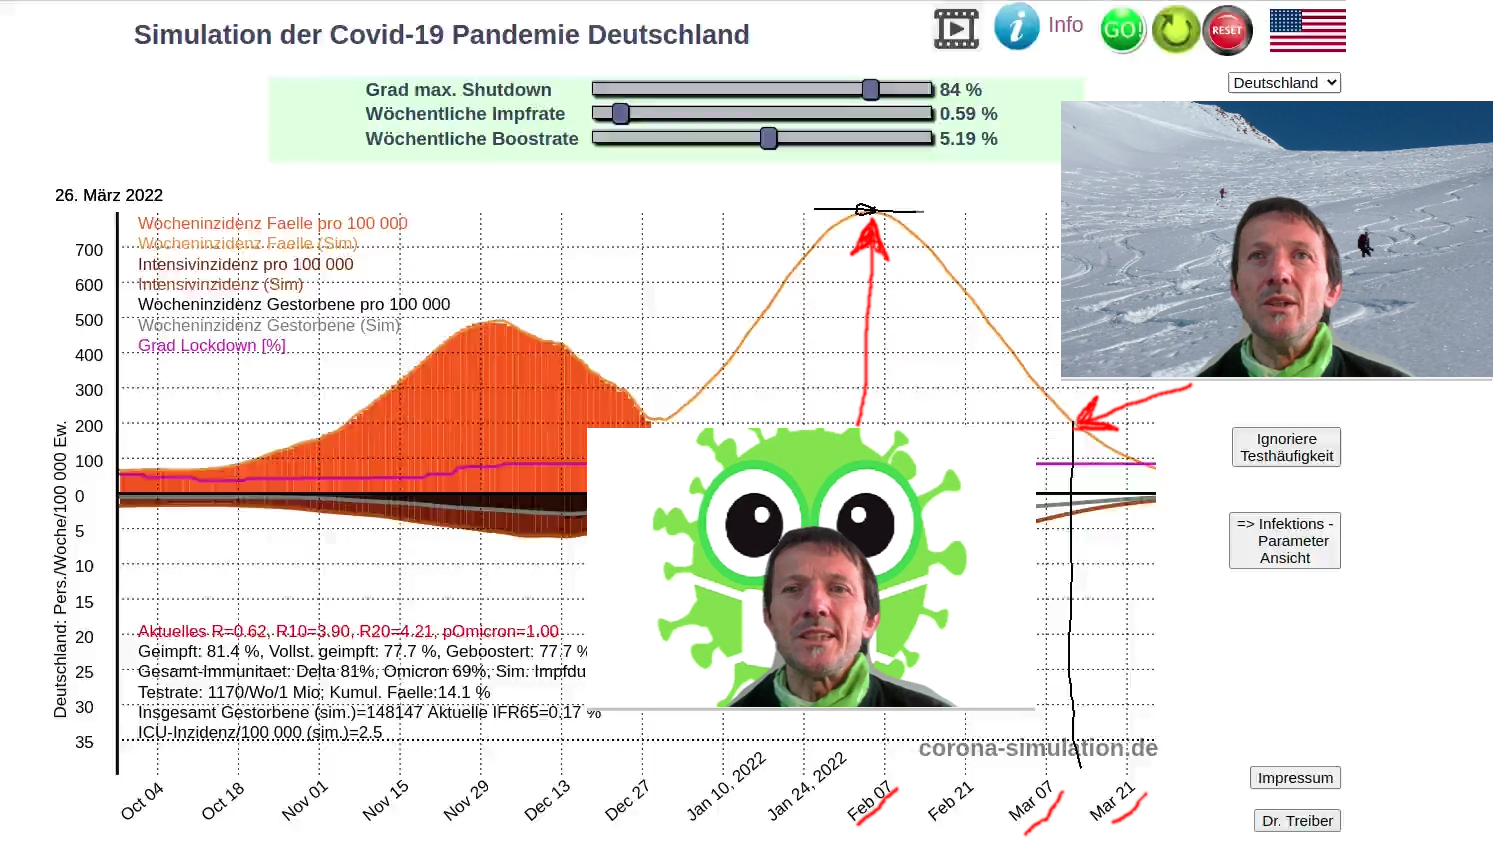 Simulation der Covid-19 Pandemie Deutschland
Info
GO!
RESET
Grad max. Shutdown 84 %
Wöchentliche Impfrate 0.59 %
Wöchentliche Boostrate 5.19 %
Deutschland
26. März 2022
Wocheninzidenz Faelle pro 100 000
Wocheninzidenz Faelle (Sim)
Intensivinzidenz pro 100 000
Intensivinzidenz (Sim)
Wocheninzidenz Gestorbene pro 100 000
Wocheninzidenz Gestorbene (Sim)
Grad Lockdown [%]
700
600
500
400
300
200
100
0
5
10
15
20
25
30
35
Deutschland: Pers./Woche/100 000 Ew.
Aktuelles R=0.62, R10=3.90, R20=4.21, pOmicron=1.00
Geimpft: 81.4 %, Vollst. geimpft: 77.7 %, Geboostert: 77.7 %
Gesamt-Immunitaet: Delta 81%, Omicron 69%, Sim. Impfdu
Testrate: 1170/Wo/1 Mio; Kumul. Faelle:14.1 %
Insgesamt Gestorbene (sim.)=148147 Aktuelle IFR65=0.17 %
ICU-Inzidenz/100 000 (sim.)=2.5
corona-simulation.de
Oct 04
Oct 18
Nov 01
Nov 15
Nov 29
Dec 13
Dec 27
Jan 10, 2022
Jan 24, 2022
Feb 07
Feb 21
Mar 07
Mar 21
Ignoriere
Testhäufigkeit
=> Infektions -
Parameter
Ansicht
Impressum
Dr. Treiber